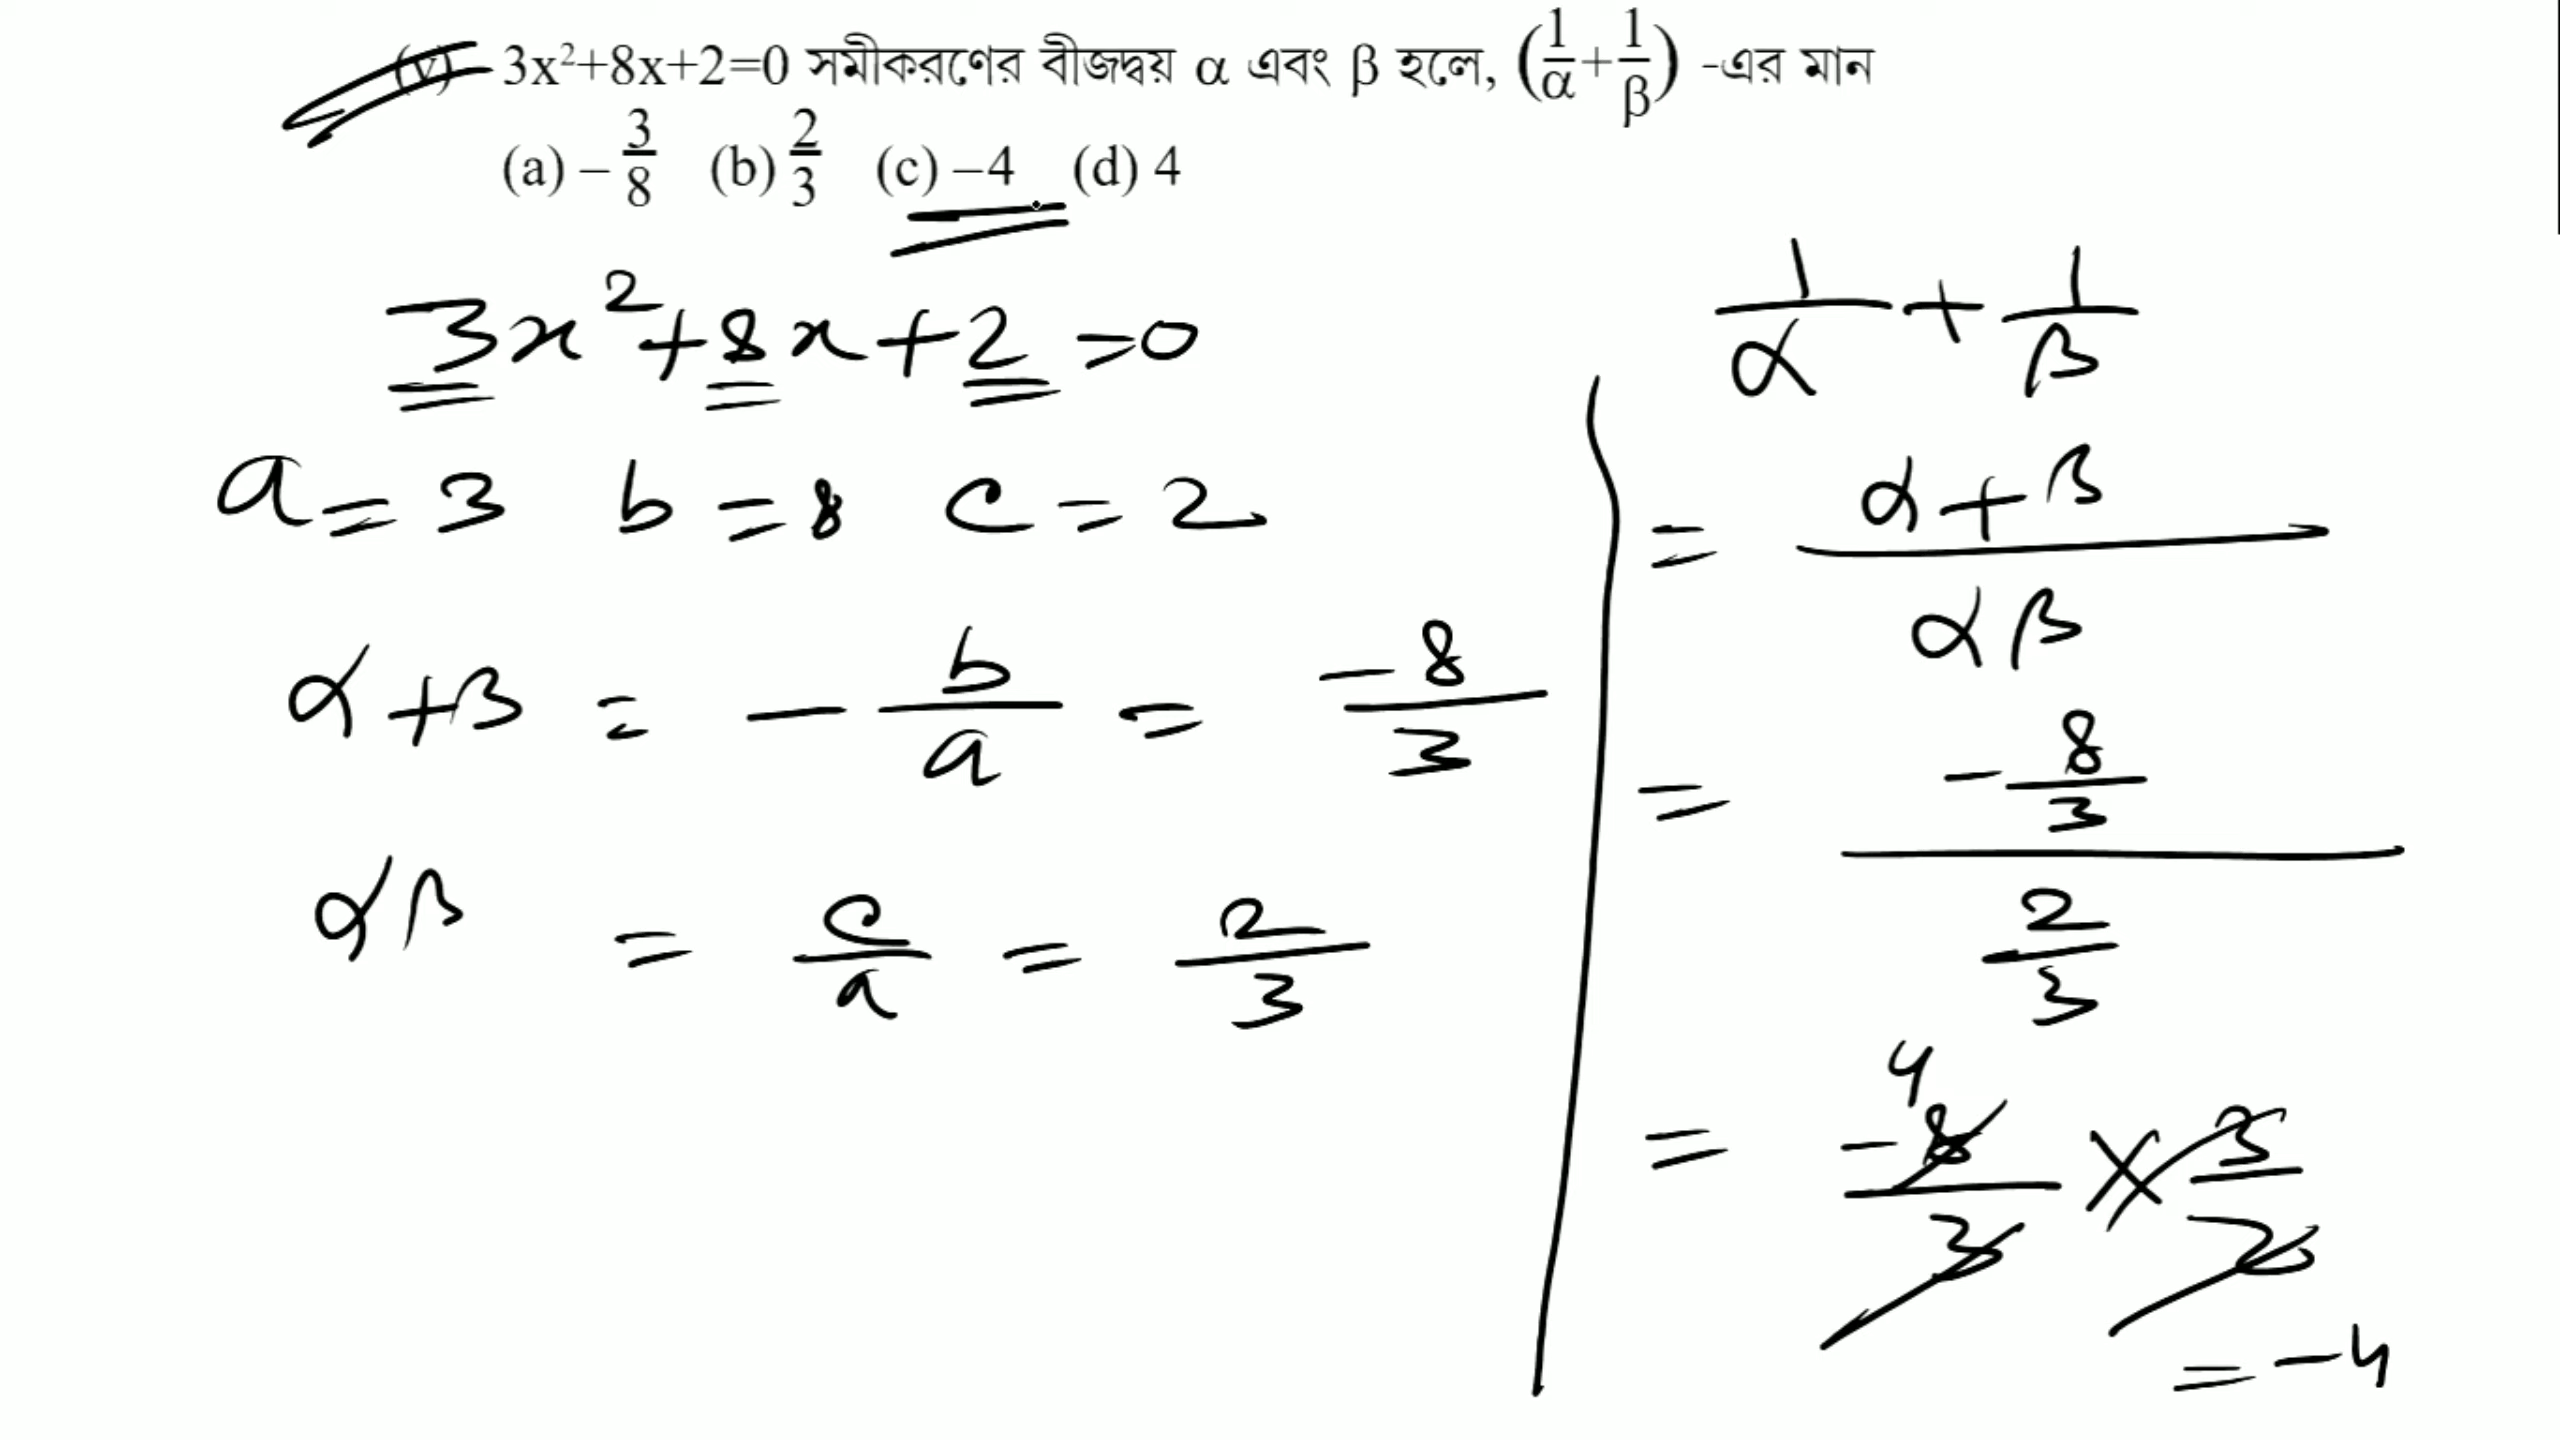 (v) 3x²+8x+2=0 সমীকরণের বীজদ্বয় α এবং β হলে, (1/α+1/β) -এর মান
(a) –3/8 (b) 2/3 (c) –4 (d) 4
3x²+8x+2=0
a=3 b=8 c=2
α+β = -b/a = -8/3
αβ = c/a = 2/3
1/α + 1/β
= α+β/αβ
= -8/3 / 2/3
= -8/3 × 3/2
4
= -4